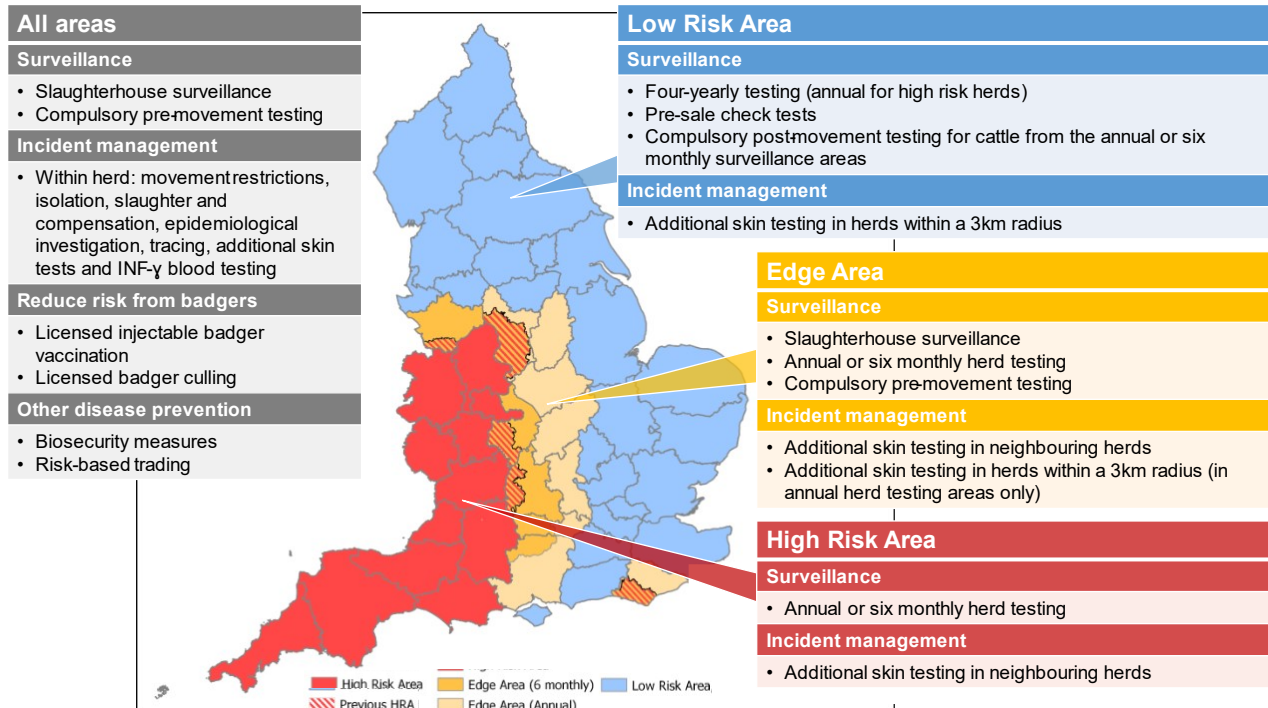 All areas
Surveillance
• Slaughterhouse surveillance
• Compulsory pre-movement testing
Incident management
• Within herd: movement restrictions,
isolation, slaughter and
compensation, epidemiological
investigation, tracing, additional skin
tests and INF-ɣ blood testing
Reduce risk from badgers
• Licensed injectable badger
vaccination
• Licensed badger culling
Other disease prevention
• Biosecurity measures
• Risk-based trading
Low Risk Area
Surveillance
• Four-yearly testing (annual for high risk herds)
• Pre-sale check tests
• Compulsory post-movement testing for cattle from the annual or six
monthly surveillance areas
Incident management
• Additional skin testing in herds within a 3km radius
Edge Area
Surveillance
• Slaughterhouse surveillance
• Annual or six monthly herd testing
• Compulsory pre-movement testing
Incident management
• Additional skin testing in neighbouring herds
• Additional skin testing in herds within a 3km radius (in
annual herd testing areas only)
High Risk Area
Surveillance
• Annual or six monthly herd testing
Incident management
• Additional skin testing in neighbouring herds
High Risk Area
Edge Area (6 monthly)
Low Risk Area
Previous HRA
Edge Area (Annual)